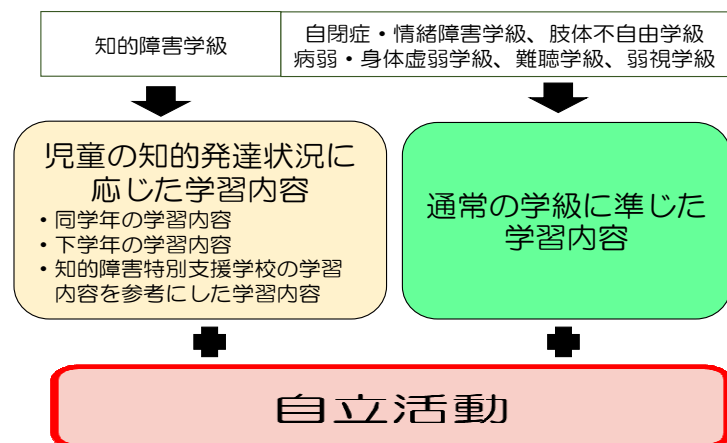 知的障害学級
自閉症・情緒障害学級、肢体不自由学級
病弱・身体虚弱学級、難聴学級、弱視学級
児童の知的発達状況に
応じた学習内容
・同学年の学習内容
・下学年の学習内容
・知的障害特別支援学校の学習
内容を参考にした学習内容
通常の学級に準じた
学習内容
自立活動